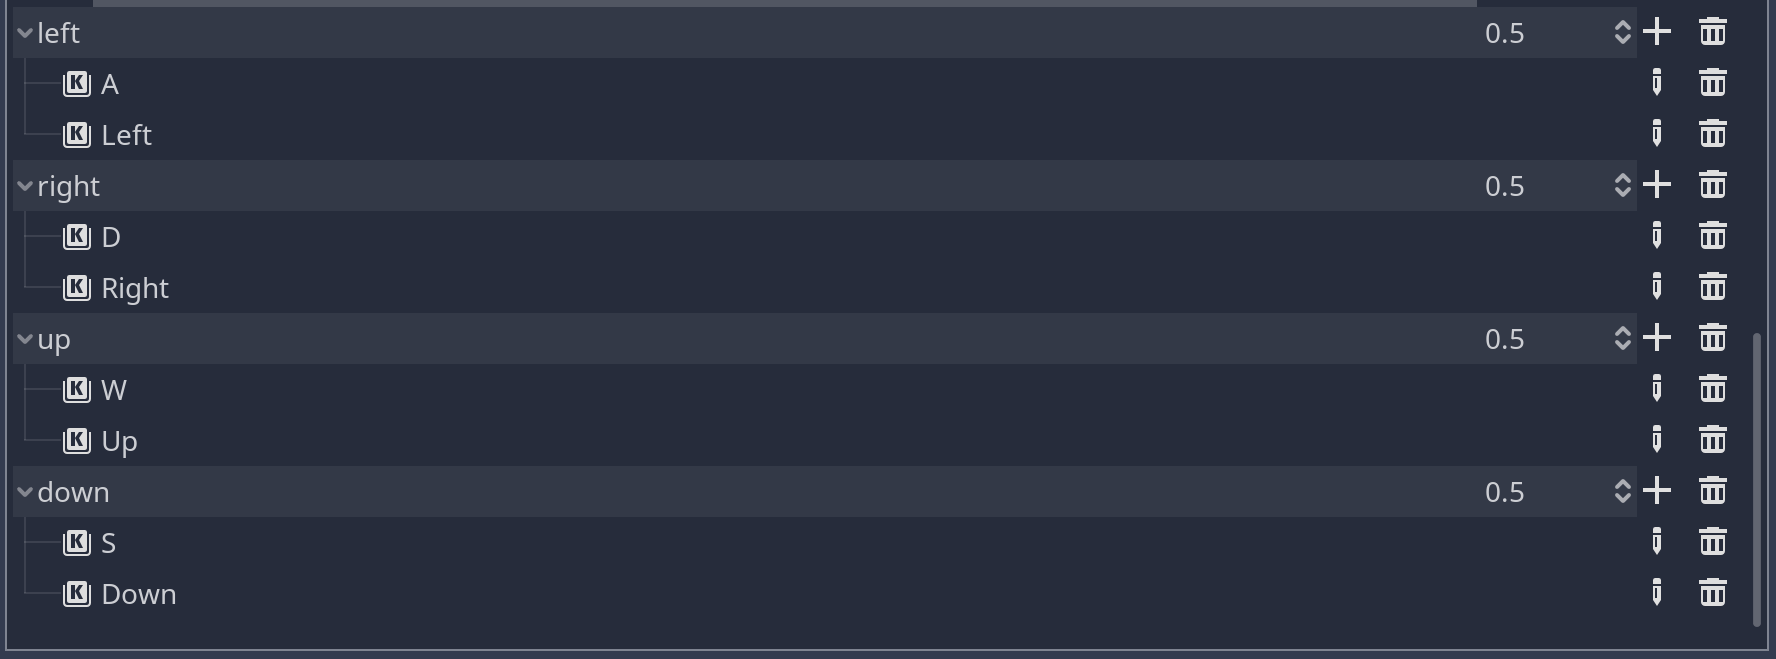 left 0.5
K A
K Left
right 0.5
K D
K Right
up 0.5
K W
K Up
down 0.5
K S
K Down